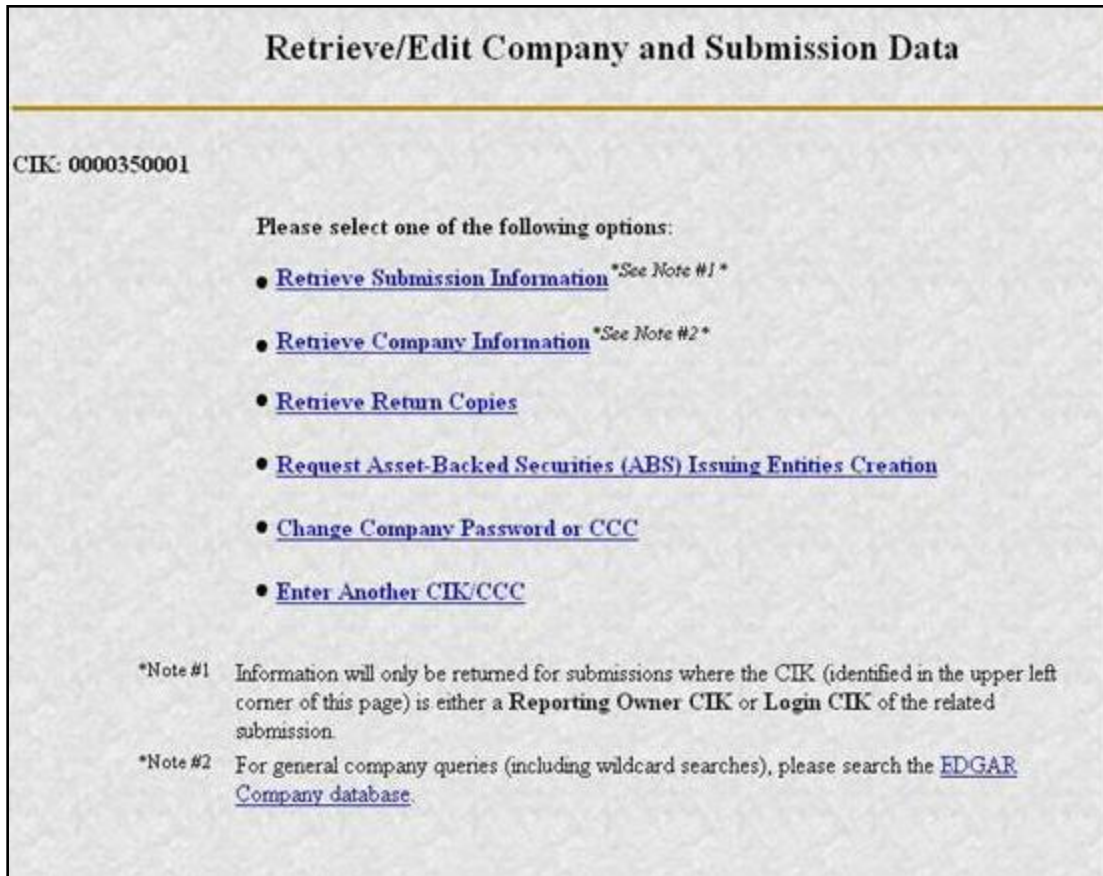 Retrieve/Edit Company and Submission Data
CIK: 0000350001
Please select one of the following options:
● Retrieve Submission Information *See Note #1*
● Retrieve Company Information *See Note #2*
● Retrieve Return Copies
● Request Asset-Backed Securities (ABS) Issuing Entities Creation
● Change Company Password or CCC
● Enter Another CIK/CCC
*Note #1 Information will only be returned for submissions where the CIK (identified in the upper left
corner of this page) is either a Reporting Owner CIK or Login CIK of the related
submission.
*Note #2 For general company queries (including wildcard searches), please search the EDGAR
Company database.